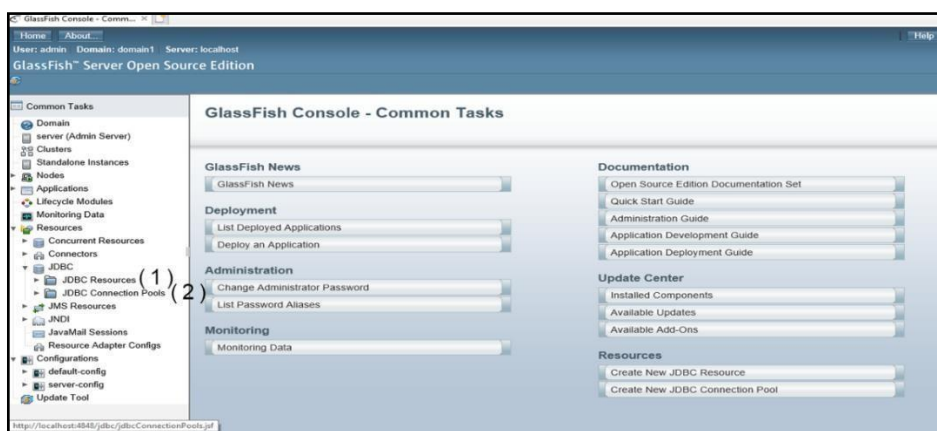 GlassFish Console - Comm...
Home About...
Help
User: admin Domain: domain1 Server: localhost
GlassFish™ Server Open Source Edition
Common Tasks
Domain
server (Admin Server)
Clusters
Standalone Instances
Nodes
Applications
Lifecycle Modules
Monitoring Data
Resources
Concurrent Resources
Connectors
JDBC
JDBC Resources (1)
JDBC Connection Pools (2)
JMS Resources
JNDI
JavaMail Sessions
Resource Adapter Configs
Configurations
default-config
server-config
Update Tool
http://localhost:4848/jdbc/jdbcConnectionPools.jsf
GlassFish Console - Common Tasks
GlassFish News
GlassFish News
Deployment
List Deployed Applications
Deploy an Application
Administration
Change Administrator Password
List Password Aliases
Monitoring
Monitoring Data
Documentation
Open Source Edition Documentation Set
Quick Start Guide
Administration Guide
Application Development Guide
Application Deployment Guide
Update Center
Installed Components
Available Updates
Available Add-Ons
Resources
Create New JDBC Resource
Create New JDBC Connection Pool